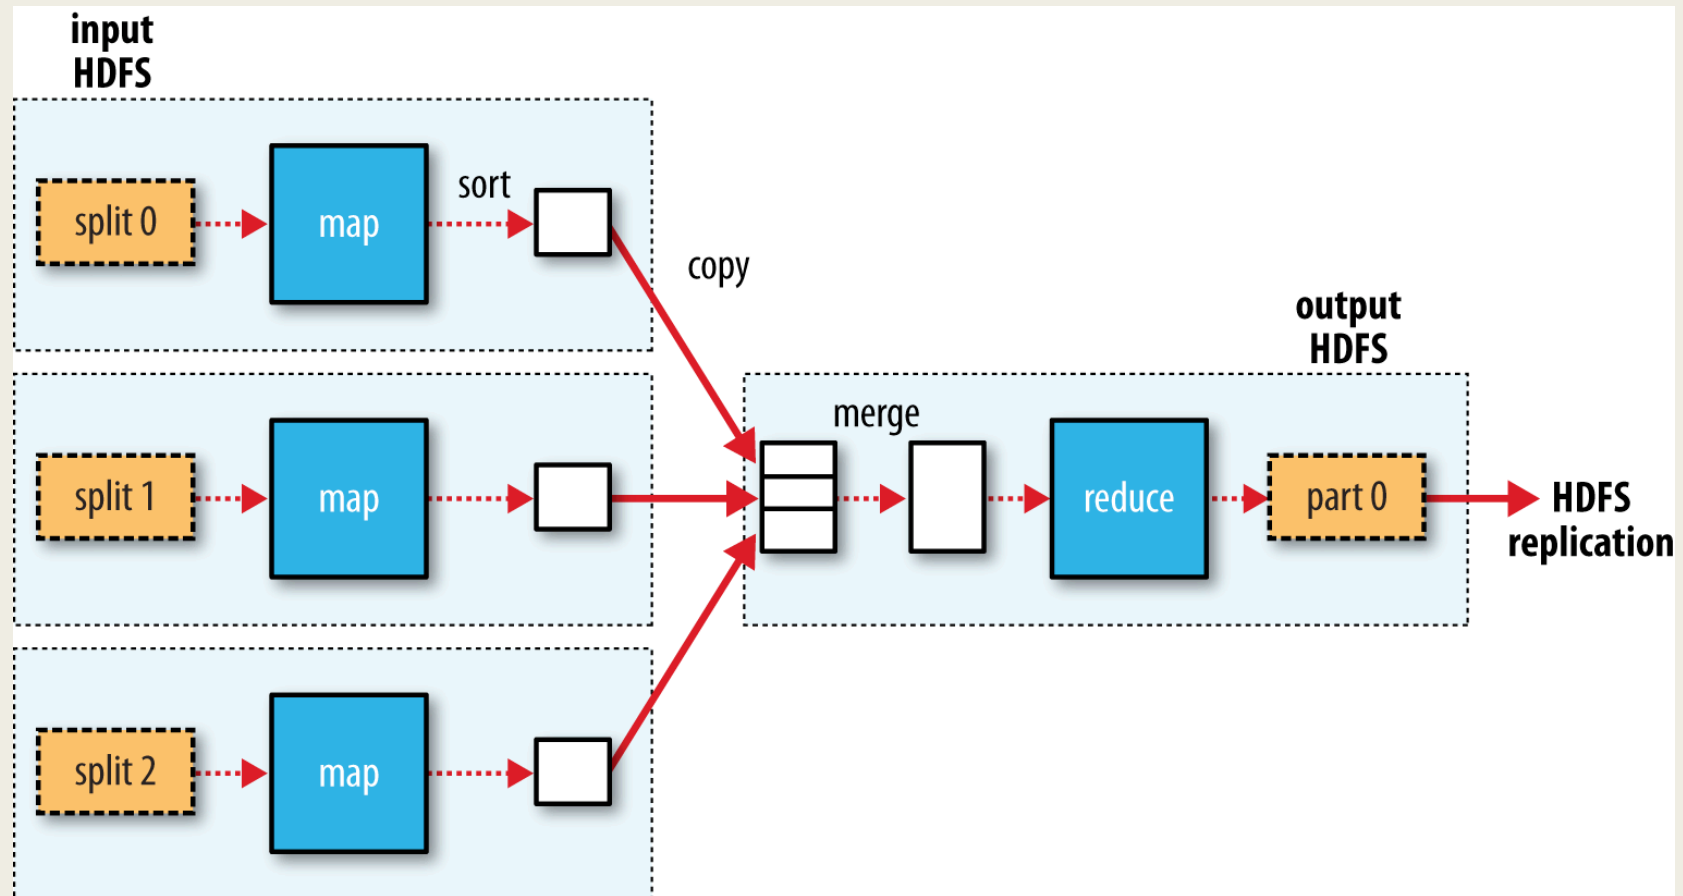 input
HDFS
split 0
map
sort
copy
split 1
map
merge
reduce
output
HDFS
part 0
HDFS
replication
split 2
map